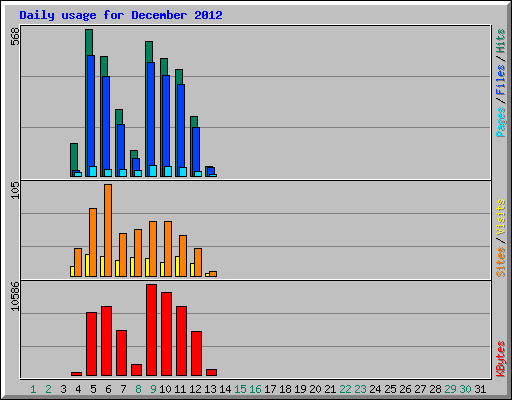 Daily usage for December 2012
568
Pages / Files / Hits
105
Sites / Visits
10586
KBytes
1 2 3 4 5 6 7 8 9 10 11 12 13 14 15 16 17 18 19 20 21 22 23 24 25 26 27 28 29 30 31